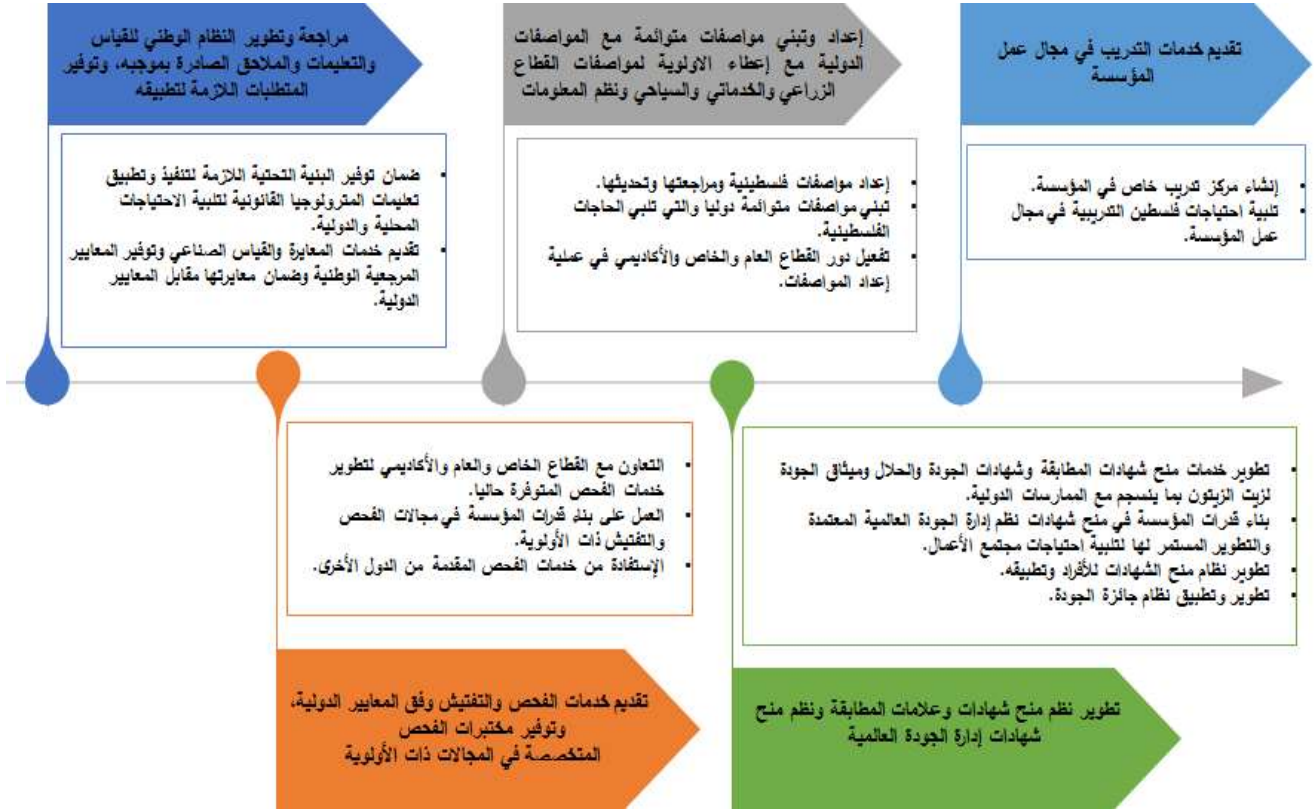 مراجعة وتطوير النظام الوطني للقياس
والتعليمات والملاحق الصادرة بموجبه، وتوفير
المتطلبات اللازمة لتطبيقه
▪ ضمان توفير البنية التحتية اللازمة لتنفيذ وتطبيق
تعليمات المترولوجيا القانونية لتلبية الاحتياجات
المحلية والدولية.
▪ تقديم خدمات المعايرة والقياس الصناعي وتوفير المعايير
المرجعية الوطنية وضمان معايرتها مقابل المعايير
الدولية.
▪ التعاون مع القطاع الخاص والعام والأكاديمي لتطوير
خدمات الفحص المتوفرة حاليا.
▪ العمل على بناء قدرات المؤسسة في مجالات الفحص
والتفتيش ذات الأولوية.
▪ الإستفادة من خدمات الفحص المقدمة من الدول الأخرى.
تقديم خدمات الفحص والتفتيش وفق المعايير الدولية،
وتوفير مختبرات الفحص
المتخصصة في المجالات ذات الأولوية
إعداد وتبني مواصفات متوائمة مع المواصفات
الدولية مع إعطاء الاولوية لمواصفات القطاع
الزراعي والخدماتي والسياحي ونظم المعلومات
▪ إعداد مواصفات فلسطينية ومراجعتها وتحديثها.
▪ تبني مواصفات متوائمة دوليا والتي تلبي الحاجات
الفلسطينية.
▪ تفعيل دور القطاع العام والخاص والأكاديمي في عملية
إعداد المواصفات.
▪ تطوير خدمات منح شهادات المطابقة وشهادات الجودة والحلال وميثاق الجودة
لزيت الزيتون بما ينسجم مع الممارسات الدولية.
▪ بناء قدرات المؤسسة في منح شهادات نظم إدارة الجودة العالمية المعتمدة
والتطوير المستمر لها لتلبية احتياجات مجتمع الأعمال.
▪ تطوير نظام منح الشهادات للأفراد وتطبيقه.
▪ تطوير وتطبيق نظام جائزة الجودة.
تطوير نظم منح شهادات وعلامات المطابقة ونظم منح
شهادات إدارة الجودة العالمية
تقديم خدمات التدريب في مجال عمل
المؤسسة
▪ إنشاء مركز تدريب خاص في المؤسسة.
▪ تلبية احتياجات فلسطين التدريبية في مجال
عمل المؤسسة.